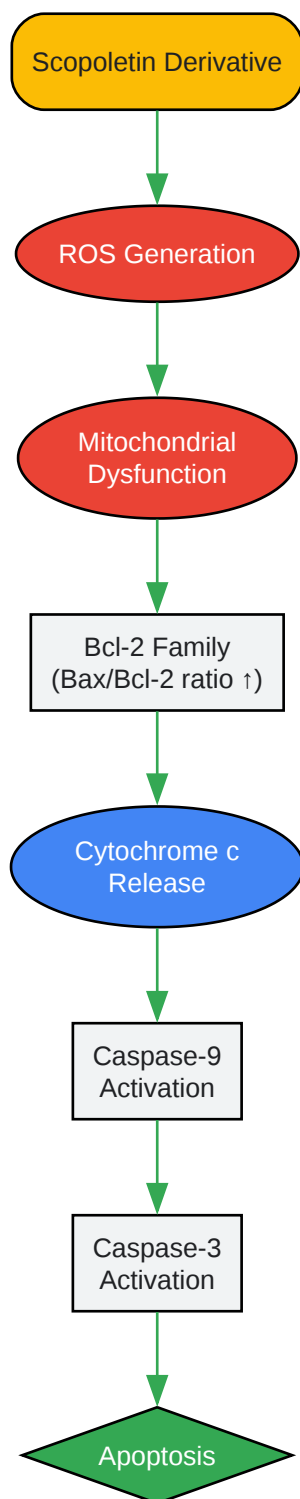 Scopoletin Derivative
ROS Generation
Mitochondrial
Dysfunction
Bcl-2 Family
(Bax/Bcl-2 ratio ↑)
Cytochrome c
Release
Caspase-9
Activation
Caspase-3
Activation
Apoptosis